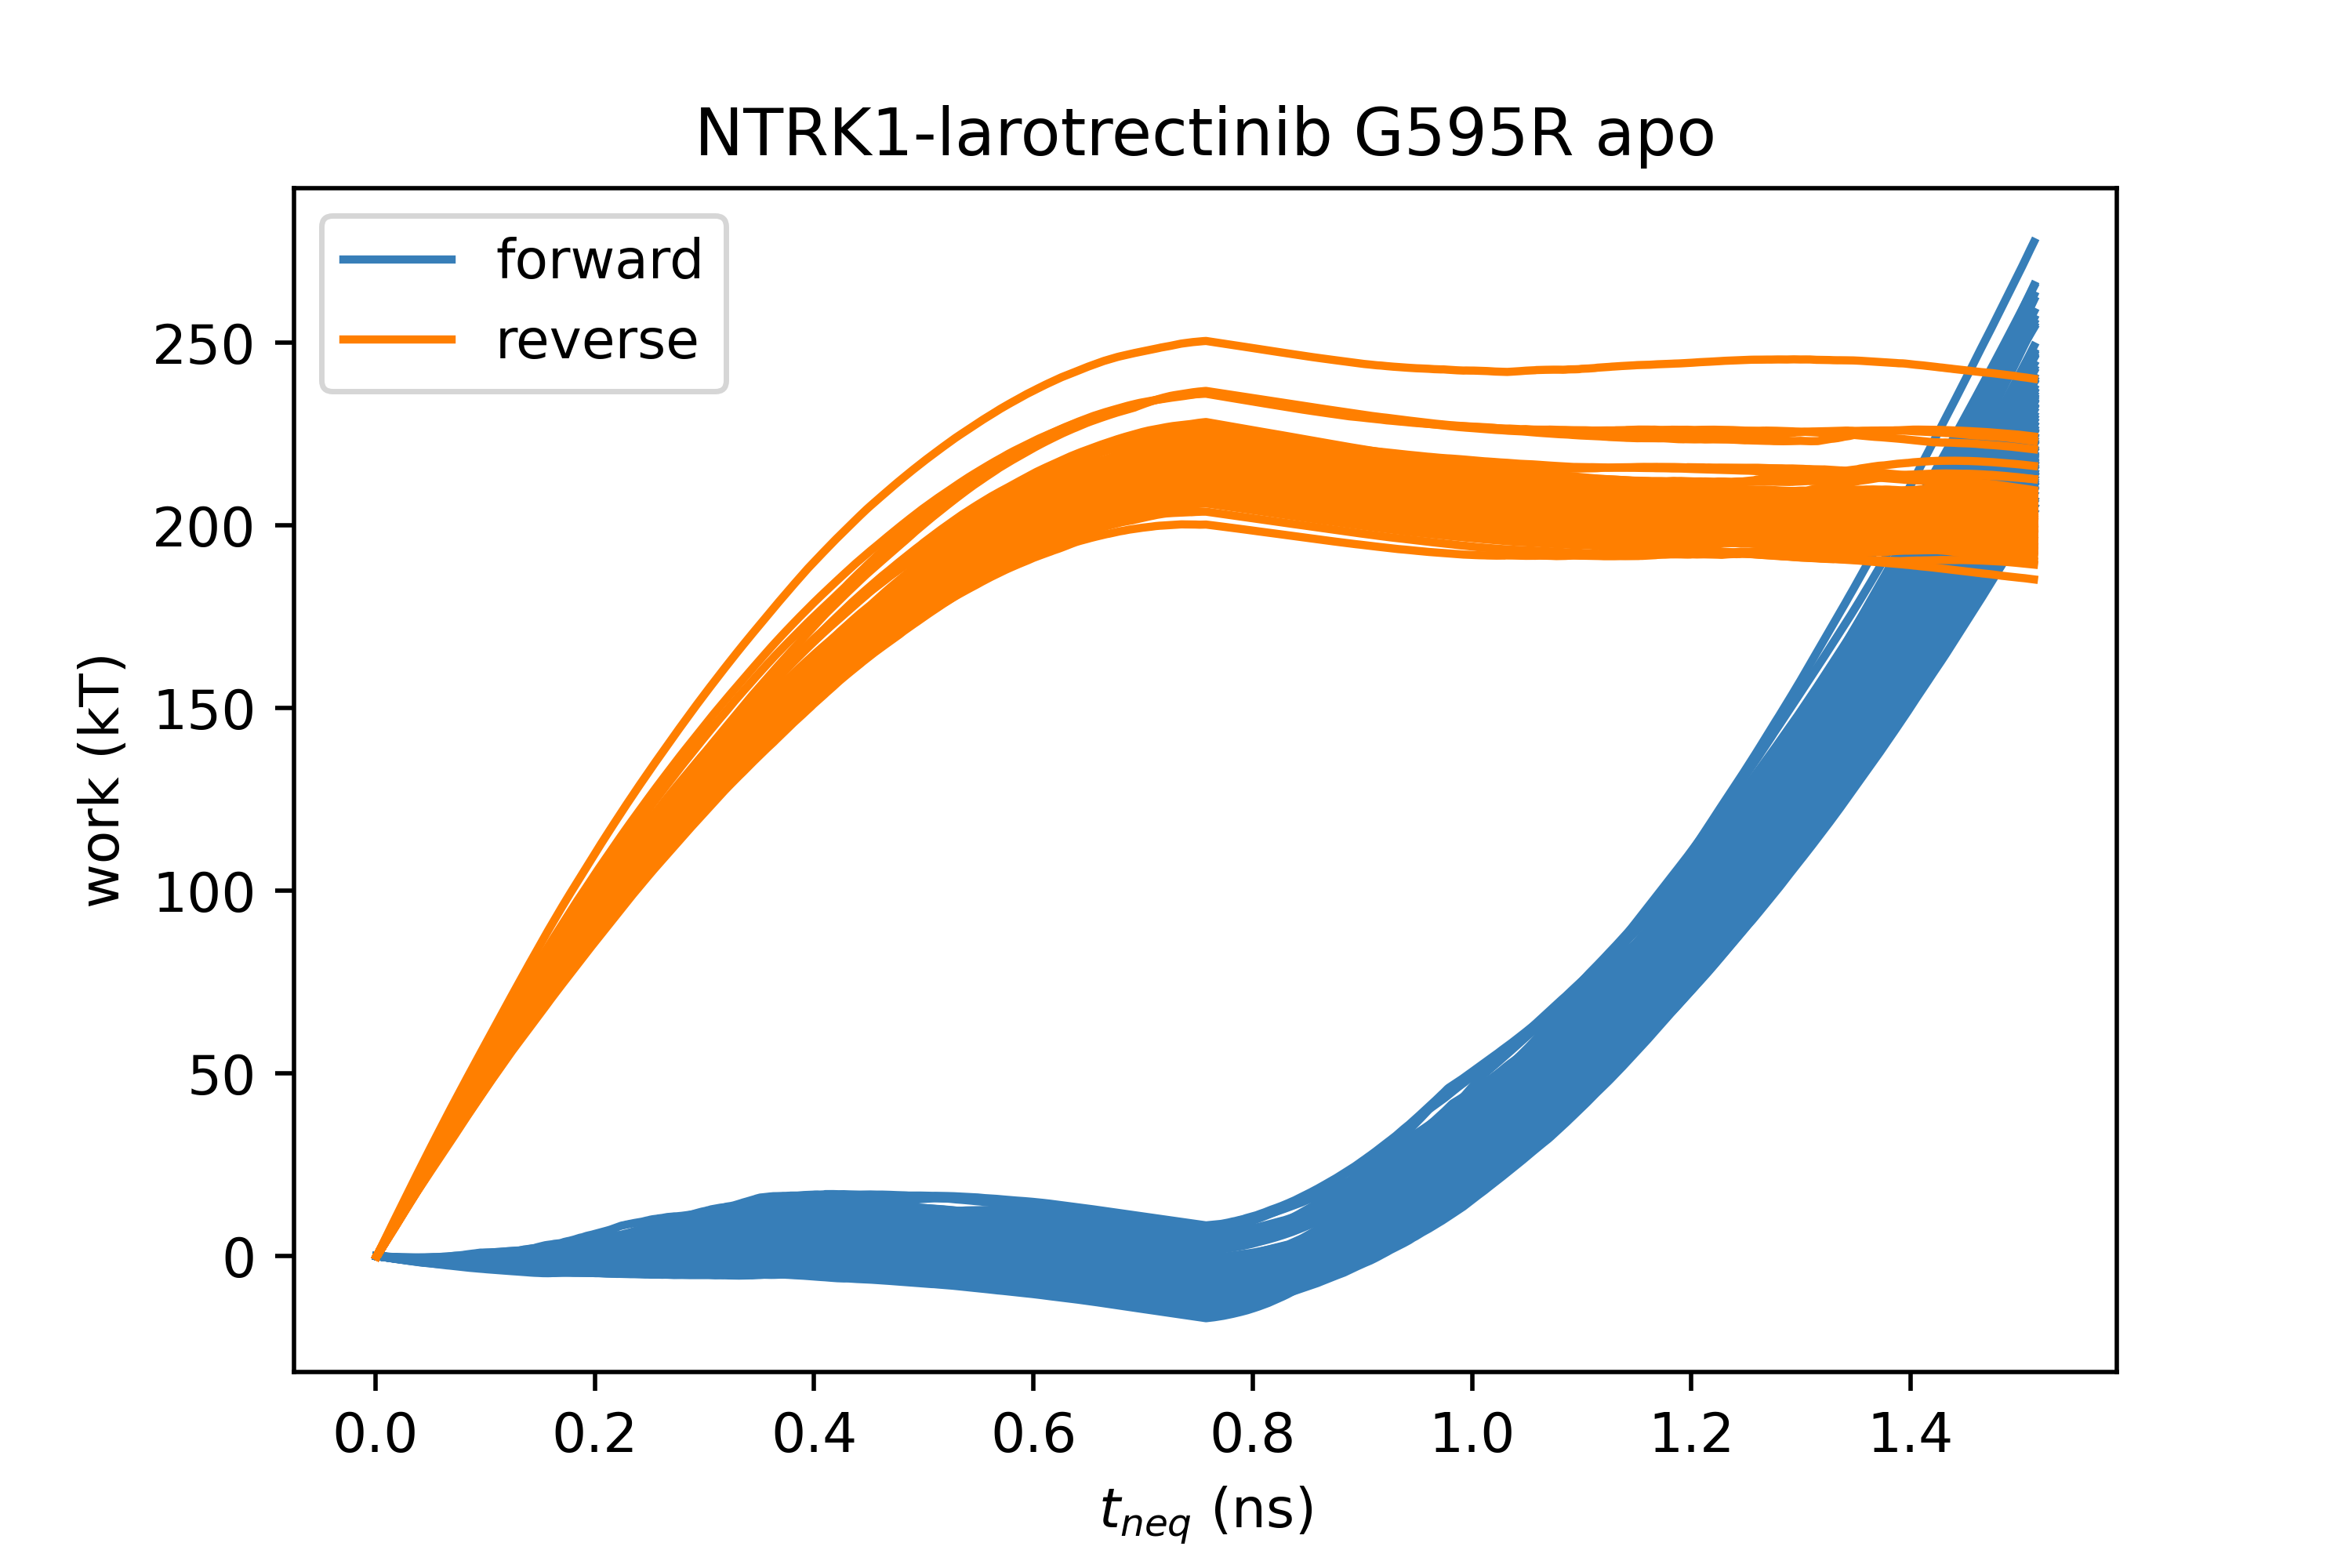 NTRK1-larotrectinib G595R apo
forward
reverse
250
200
150
100
50
0
work (kT)
0.0 0.2 0.4 0.6 0.8 1.0 1.2 1.4
t_neq (ns)